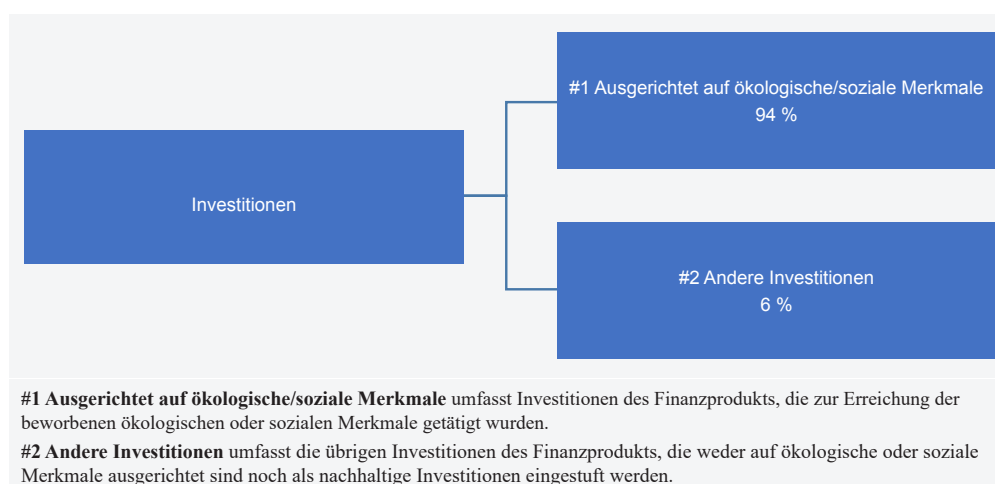 #1 Ausgerichtet auf ökologische/soziale Merkmale
94 %
Investitionen
#2 Andere Investitionen
6 %
#1 Ausgerichtet auf ökologische/soziale Merkmale umfasst Investitionen des Finanzprodukts, die zur Erreichung der
beworbenen ökologischen oder sozialen Merkmale getätigt wurden.
#2 Andere Investitionen umfasst die übrigen Investitionen des Finanzprodukts, die weder auf ökologische oder soziale
Merkmale ausgerichtet sind noch als nachhaltige Investitionen eingestuft werden.